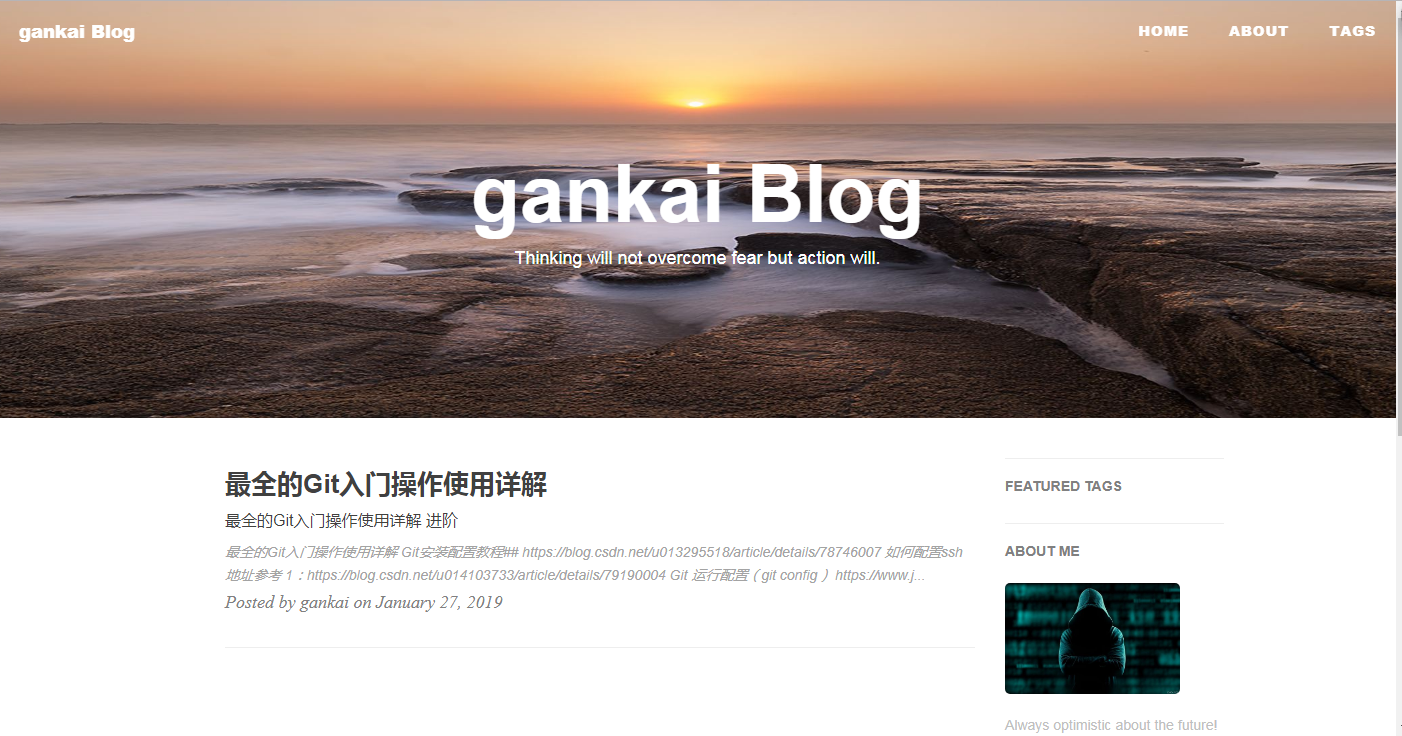 gankai Blog
HOME ABOUT TAGS
gankai Blog
Thinking will not overcome fear but action will.
最全的Git入门操作使用详解
最全的Git入门操作使用详解 进阶
最全的Git入门操作使用详解 Git安装配置教程## https://blog.csdn.net/u013295518/article/details/78746007 如何配置ssh
地址参考 1：https://blog.csdn.net/u014103733/article/details/79190004 Git 运行配置（git config ） https://www.j...
Posted by gankai on January 27, 2019
FEATURED TAGS
ABOUT ME
Always optimistic about the future!